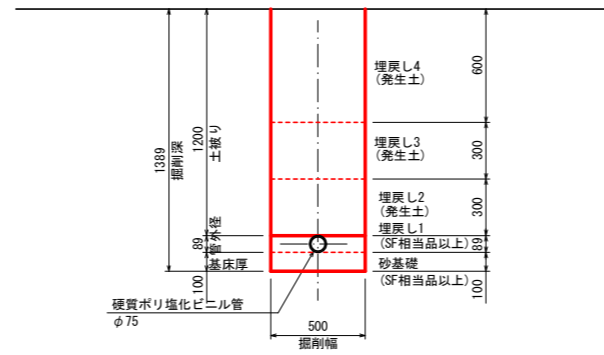 1389
掘削深
1200
土被り
89
管外径
100
基床厚
埋戻し4
(発生土)
600
埋戻し3
(発生土)
300
埋戻し2
(発生土)
300
埋戻し1
(SF相当品以上)
89
砂基礎
(SF相当品以上)
100
硬質ポリ塩化ビニル管
φ75
500
掘削幅